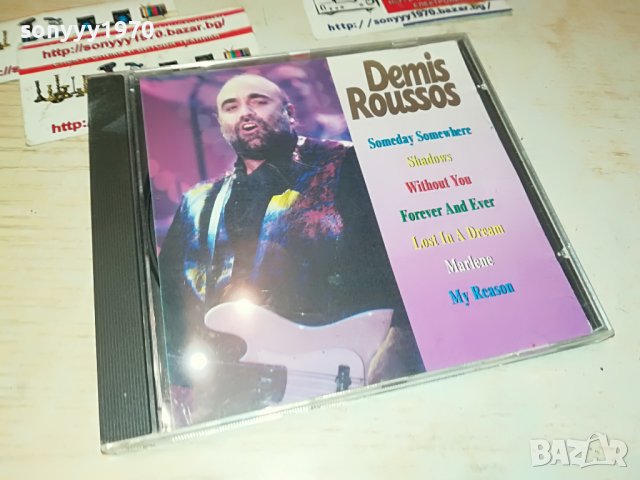 sonyyy1970
http://sonyyy1970.bazar.bg/
http
http://sonyyy1970.bazar.bg/
http:
Demis
Roussos
Someday Somewhere
Shadows
Without You
Forever And Ever
Lost In A Dream
Marlene
My Reason
BAZAR